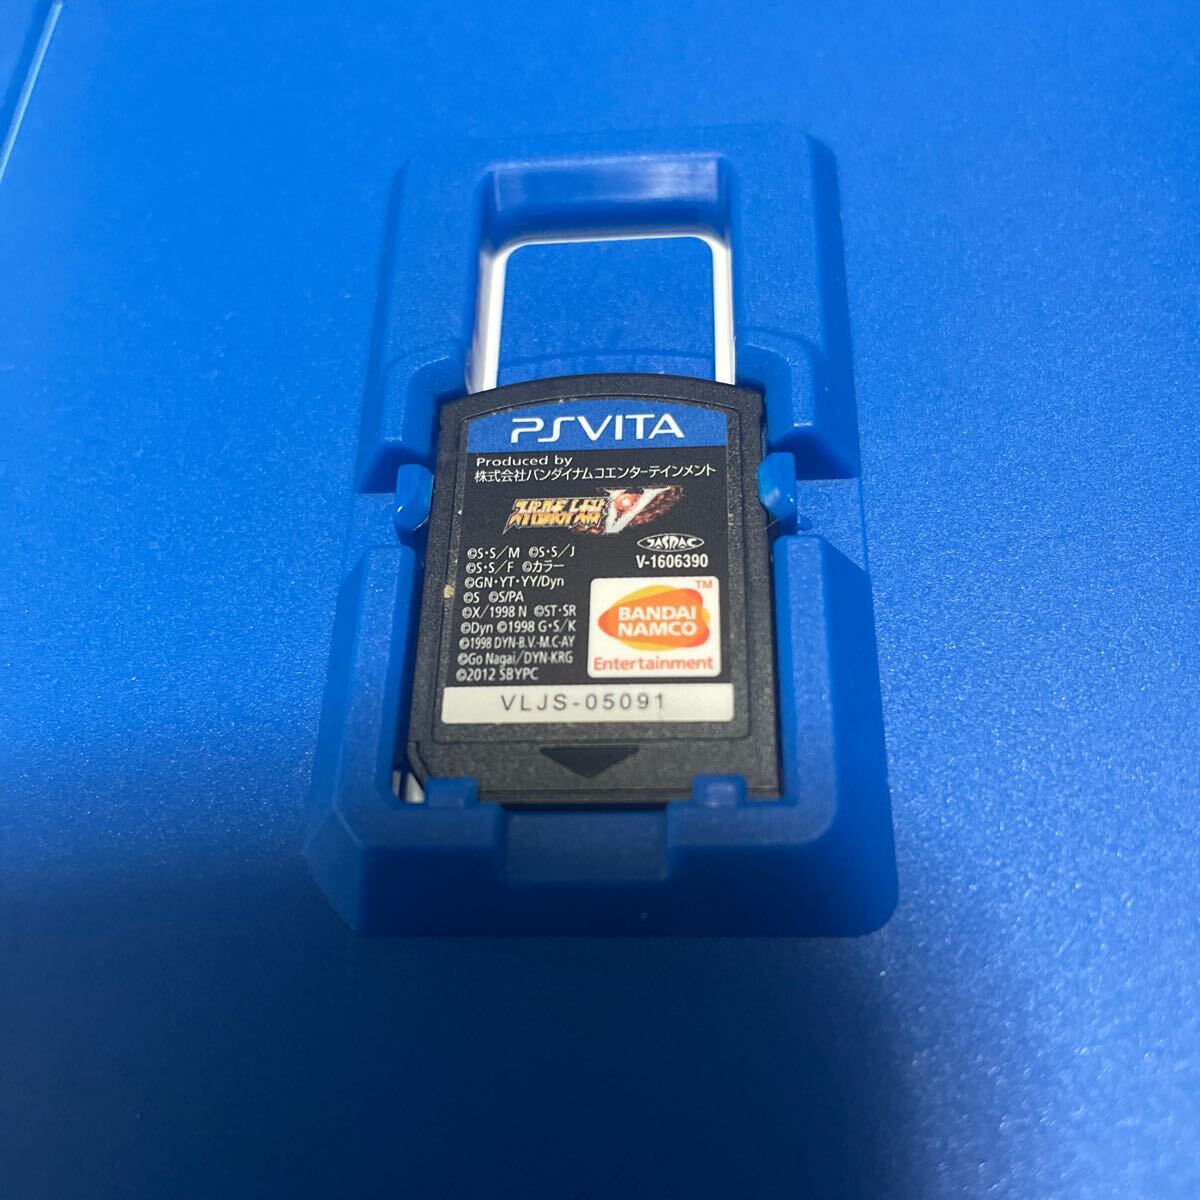 PSVITA
Produced by
株式会社バンダイナムコエンターテインメント
V
JASRAC
V-1606390
©S・S/M ©S・S/J
©S・S/F ©カラー
©GN・YT・YY/Dyn
©S ©S/PA
©X/1998 N ©ST・SR
©Dyn ©1998 G・S/K
©1998 DYN-B.V.-M.C-AY
©Go Nagai/DYN-KRG
©2012 SBYPC
BANDAI
NAMCO
TM
Entertainment
VLJS-05091